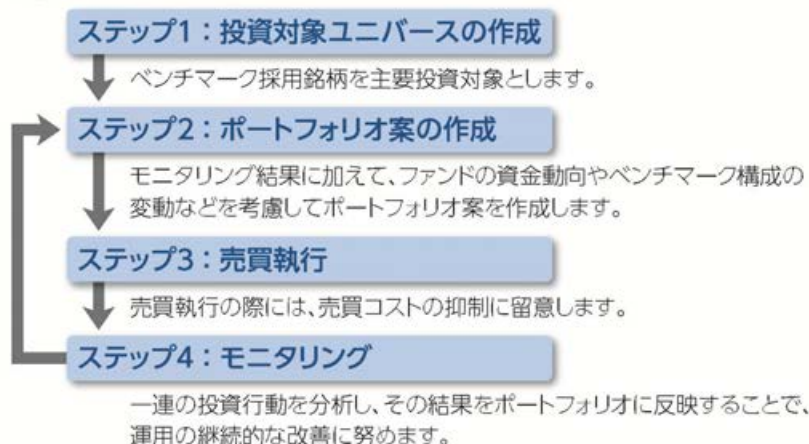 ステップ1：投資対象ユニバースの作成
ベンチマーク採用銘柄を主要投資対象とします。
ステップ2：ポートフォリオ案の作成
モニタリング結果に加えて、ファンドの資金動向やベンチマーク構成の
変動などを考慮してポートフォリオ案を作成します。
ステップ3：売買執行
売買執行の際には、売買コストの抑制に留意します。
ステップ4：モニタリング
一連の投資行動を分析し、その結果をポートフォリオに反映することで、
運用の継続的な改善に努めます。